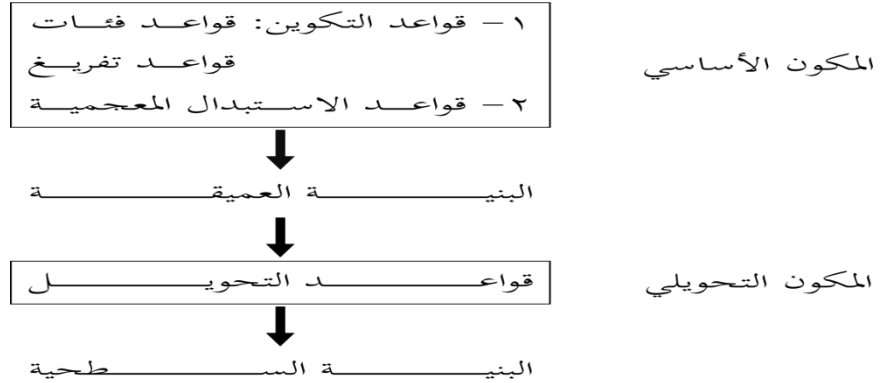 ١ – قواعد التكوين: قواعد فئات
قواعد تفريغ
المكون الأساسي
٢ – قواعد الاستبدال المعجمية
البنية العميقة
المكون التحويلي
قواعد التحويل
البنية السطحية